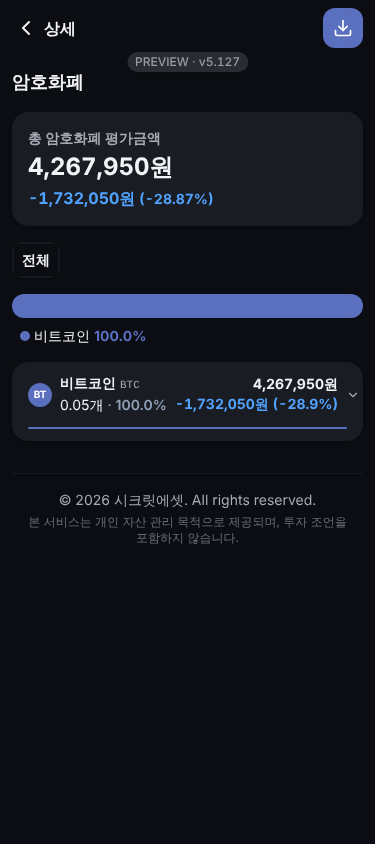 상세
PREVIEW · v5.127
암호화폐
총 암호화폐 평가금액
4,267,950원
-1,732,050원 (-28.87%)
전체
비트코인 100.0%
BT
비트코인 BTC
4,267,950원
0.05개 · 100.0%
-1,732,050원 (-28.9%)
© 2026 시크릿에셋. All rights reserved.
본 서비스는 개인 자산 관리 목적으로 제공되며, 투자 조언을
포함하지 않습니다.